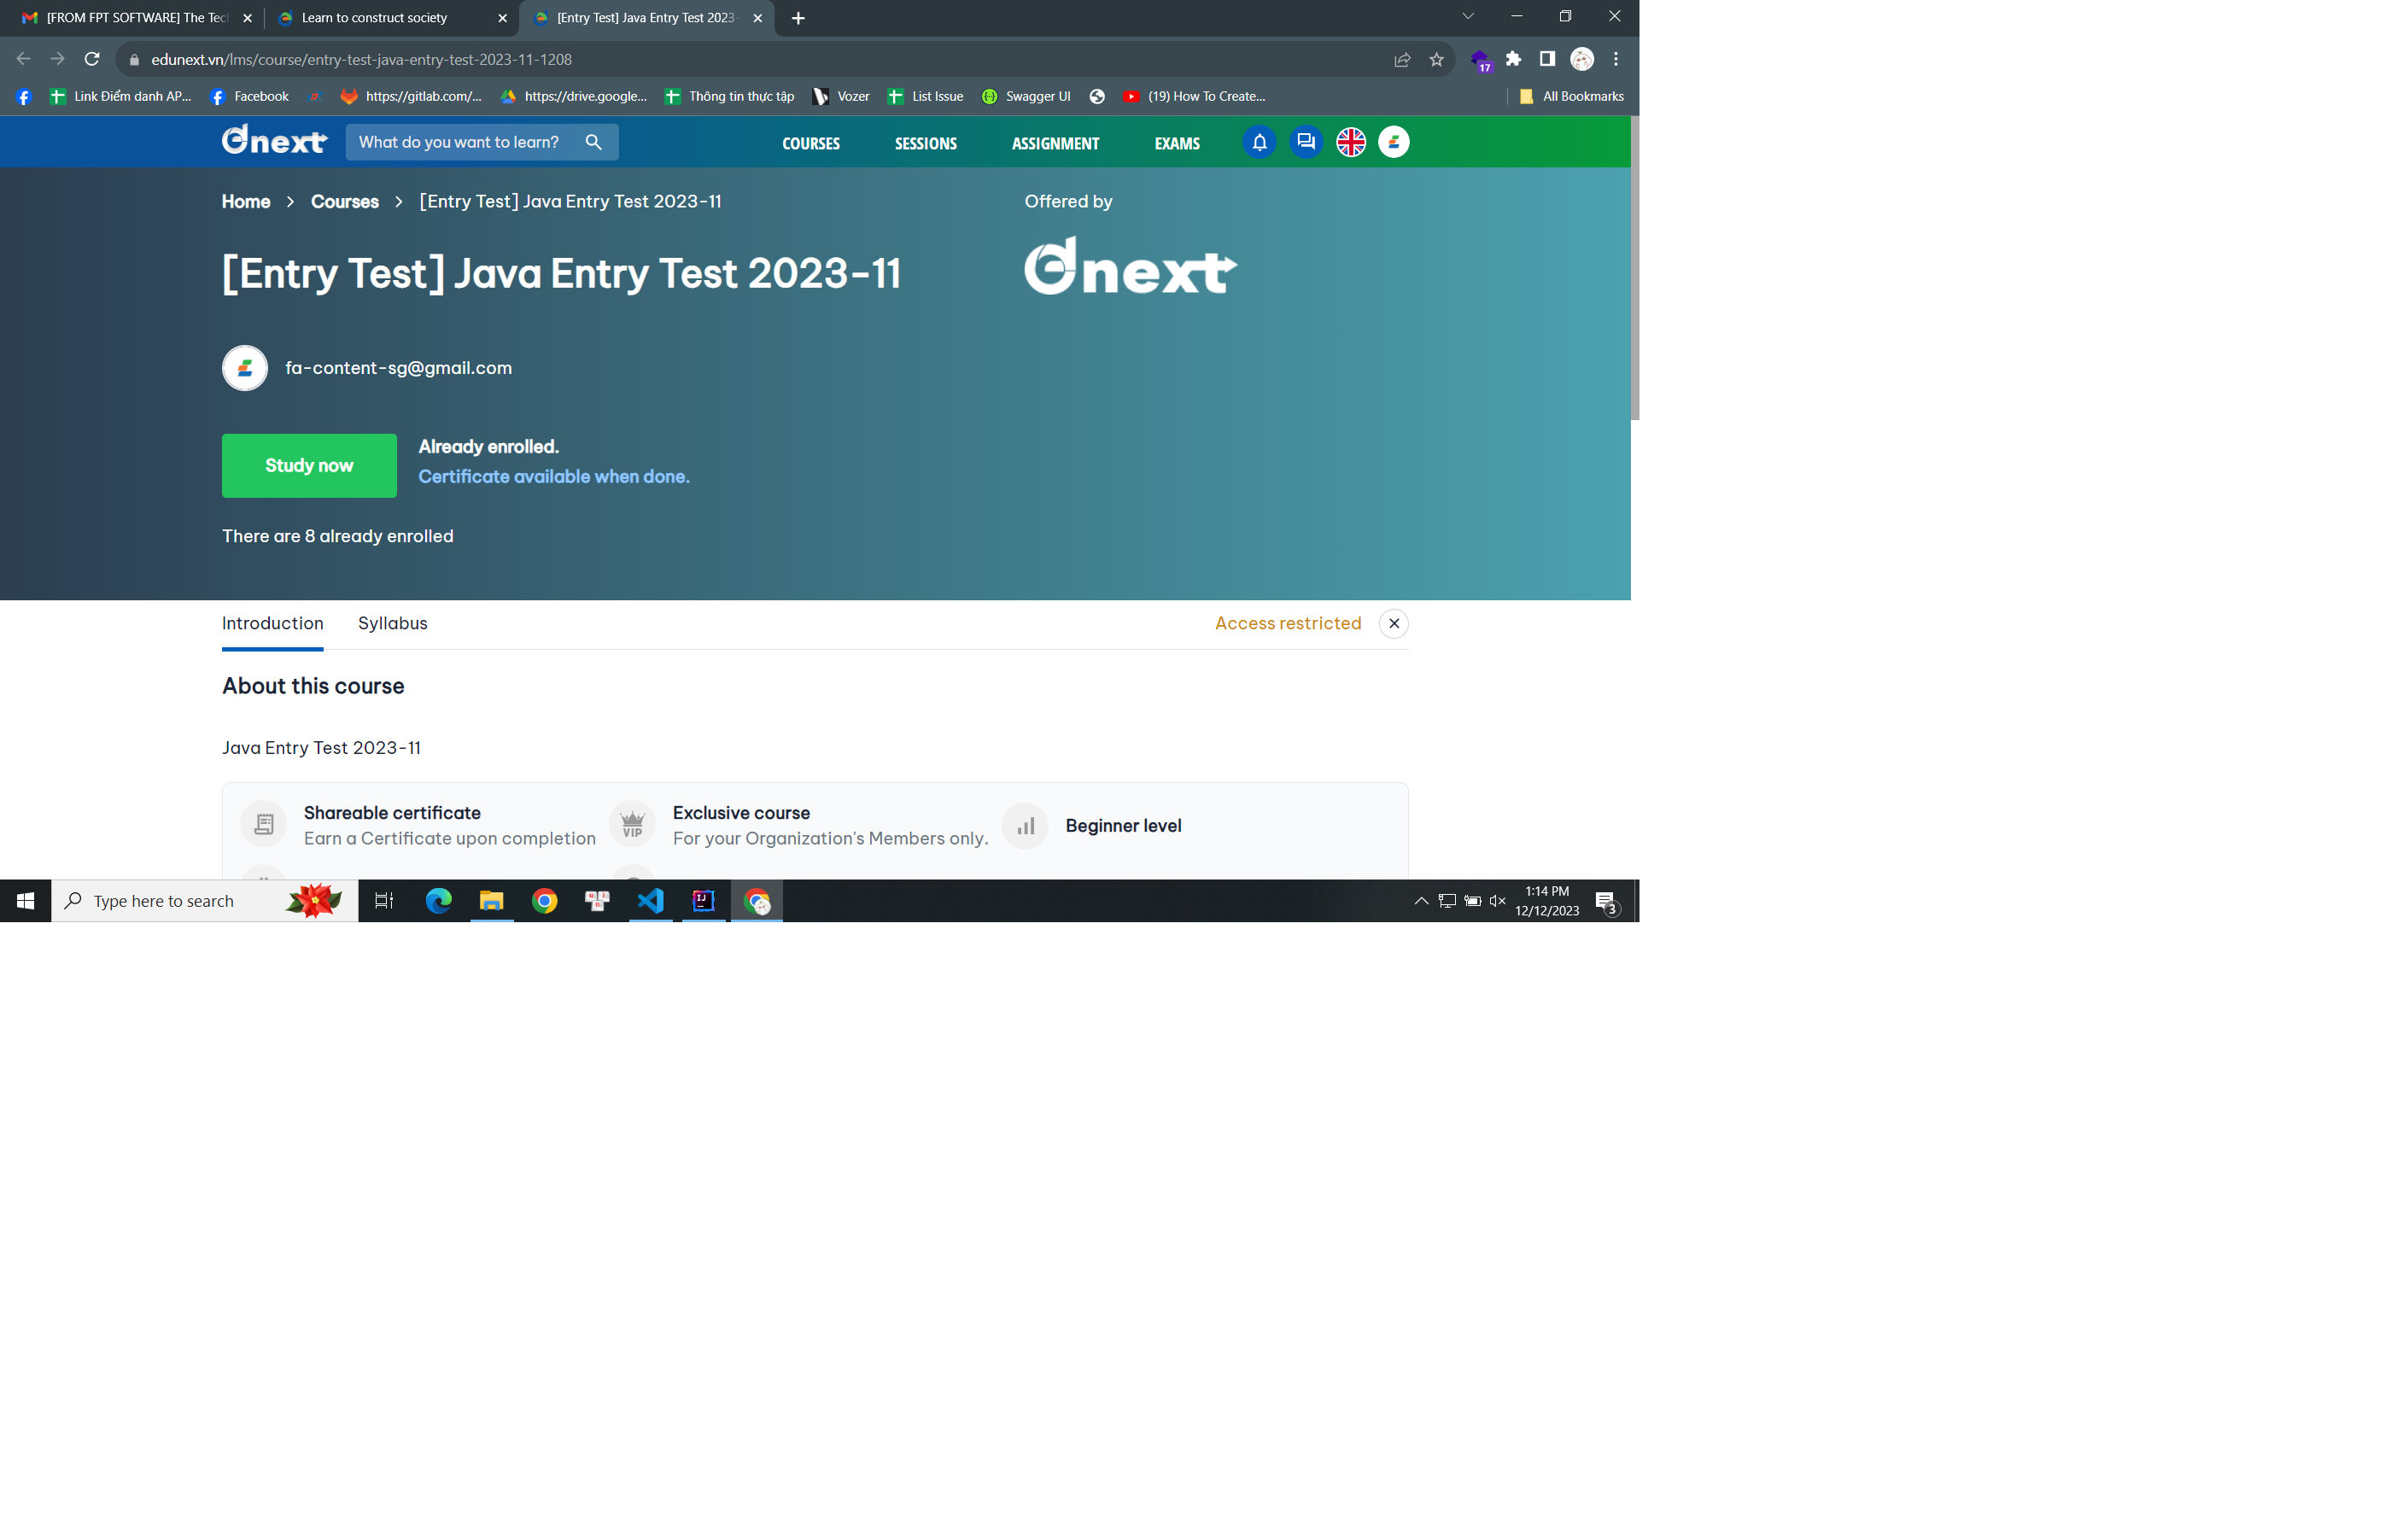 [FROM FPT SOFTWARE] The Tec
Learn to construct society
[Entry Test] Java Entry Test 2023-
edunext.vn/lms/course/entry-test-java-entry-test-2023-11-1208
17
Link Điểm danh AP...
Facebook
https://gitlab.com/...
https://drive.google...
Thông tin thực tập
Vozer
List Issue
Swagger UI
(19) How To Create...
All Bookmarks
Ednext
What do you want to learn?
COURSES
SESSIONS
ASSIGNMENT
EXAMS
Home
Courses
[Entry Test] Java Entry Test 2023-11
Offered by
[Entry Test] Java Entry Test 2023-11
Ednext
fa-content-sg@gmail.com
Study now
Already enrolled.
Certificate available when done.
There are 8 already enrolled
Introduction
Syllabus
Access restricted
About this course
Java Entry Test 2023-11
Shareable certificate
Earn a Certificate upon completion
VIP
Exclusive course
For your Organization's Members only.
Beginner level
Type here to search
IJ
1:14 PM
12/12/2023
3